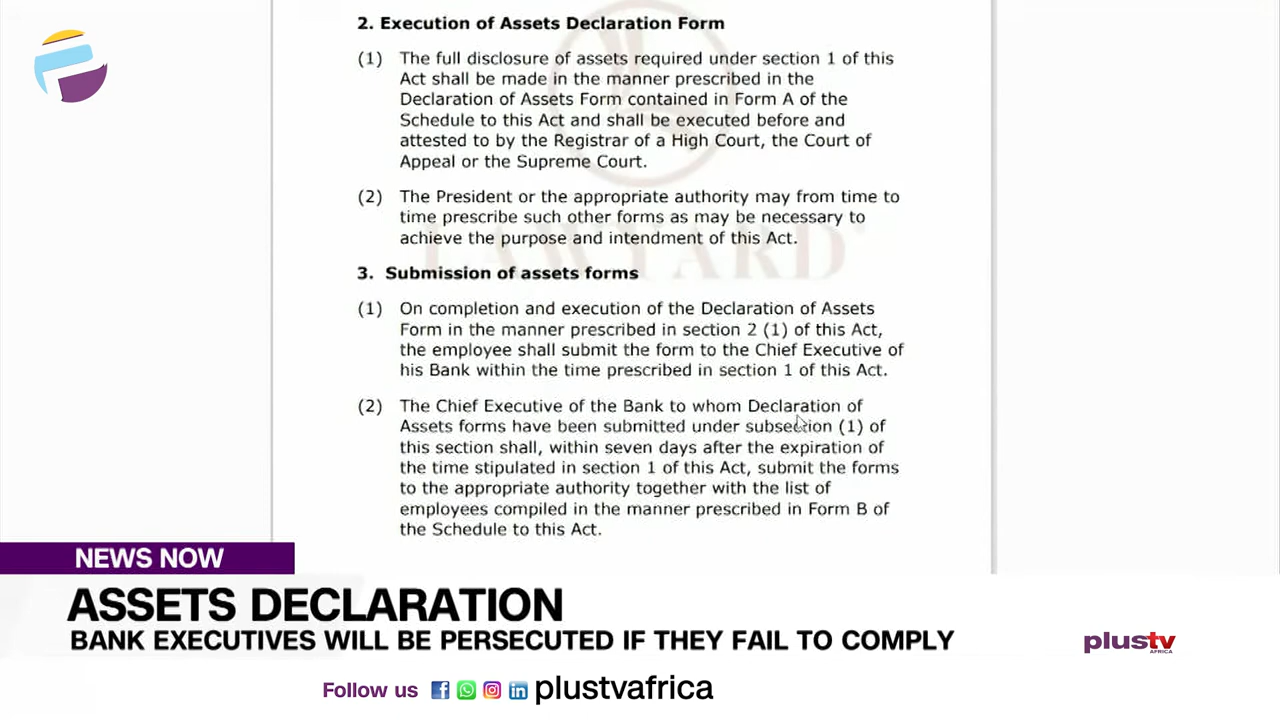 2. Execution of Assets Declaration Form
(1) The full disclosure of assets required under section 1 of this
Act shall be made in the manner prescribed in the
Declaration of Assets Form contained in Form A of the
Schedule to this Act and shall be executed before and
attested to by the Registrar of a High Court, the Court of
Appeal or the Supreme Court.
(2) The President or the appropriate authority may from time to
time prescribe such other forms as may be necessary to
achieve the purpose and intendment of this Act.
LAWYARD
3. Submission of assets forms
(1) On completion and execution of the Declaration of Assets
Form in the manner prescribed in section 2 (1) of this Act,
the employee shall submit the form to the Chief Executive of
his Bank within the time prescribed in section 1 of this Act.
(2) The Chief Executive of the Bank to whom Declaration of
Assets forms have been submitted under subsection (1) of
this section shall, within seven days after the expiration of
the time stipulated in section 1 of this Act, submit the forms
to the appropriate authority together with the list of
employees compiled in the manner prescribed in Form B of
the Schedule to this Act.
NEWS NOW
ASSETS DECLARATION
BANK EXECUTIVES WILL BE PERSECUTED IF THEY FAIL TO COMPLY
plustv
AFRICA
Follow us plustvafrica